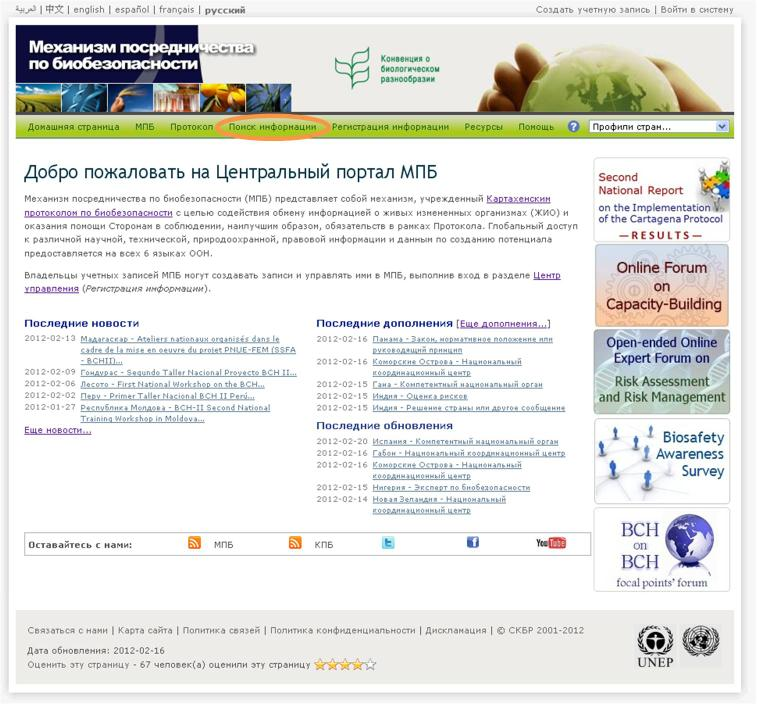 العربية | 中文 | english | español | français | русский
Создать учетную запись | Войти в систему
Механизм посредничества
по биобезопасности
Конвенция о
биологическом
разнообразии
Домашняя страница МПБ Протокол Поиск информации Регистрация информации Ресурсы Помощь ? Профили стран...
Добро пожаловать на Центральный портал МПБ
Механизм посредничества по биобезопасности (МПБ) представляет собой механизм, учрежденный Картахенским
протоколом по биобезопасности с целью содействия обмену информацией о живых измененных организмах (ЖИО) и
оказания помощи Сторонам в соблюдении, наилучшим образом, обязательств в рамках Протокола. Глобальный доступ
к различной научной, технической, природоохранной, правовой информации и данным по созданию потенциала
предоставляется на всех 6 языках ООН.
Владельцы учетных записей МПБ могут создавать записи и управлять ими в МПБ, выполнив вход в разделе Центр
управления (Регистрация информации).
Последние новости
2012-02-13 Мадагаскар - Ateliers nationaux organisés dans le
cadre de la mise en oeuvre du projet PNUE-FEM (SSFA
- BCHII)...
2012-02-09 Гондурас - Segundo Taller Nacional Proyecto BCH II...
2012-02-06 Лесото - First National Workshop on the BCH...
2012-02-02 Перу - Primer Taller Nacional BCH II Perú...
2012-01-27 Республика Молдова - BCH-II Second National
Training Workshop in Moldova...
Еще новости...
Последние дополнения [Еще дополнения...]
2012-02-16 Панама - Закон, нормативное положение или
руководящий принцип
2012-02-16 Коморские Острова - Национальный
координационный центр
2012-02-15 Гана - Компетентный национальный орган
2012-02-15 Индия - Оценка рисков
2012-02-15 Индия - Решение страны или другое сообщение
Последние обновления
2012-02-20 Испания - Компетентный национальный орган
2012-02-16 Габон - Национальный координационный центр
2012-02-16 Коморские Острова - Национальный
координационный центр
2012-02-15 Нигерия - Эксперт по биобезопасности
2012-02-14 Новая Зеландия - Национальный
координационный центр
Second
National Report
on the Implementation
of the Cartagena Protocol
—RESULTS—
Online Forum
on
Capacity-Building
Open-ended Online
Expert Forum on
Risk Assessment
and Risk Management
Biosafety
Awareness
Survey
BCH
on
BCH
focal points' forum
Оставайтесь с нами: МПБ КПБ YouTube
Связаться с нами | Карта сайта | Политика связей | Политика конфиденциальности | Дискламация | © СКБР 2001-2012
Дата обновления: 2012-02-16
Оценить эту страницу - 67 человек(а) оценили эту страницу
UNEP